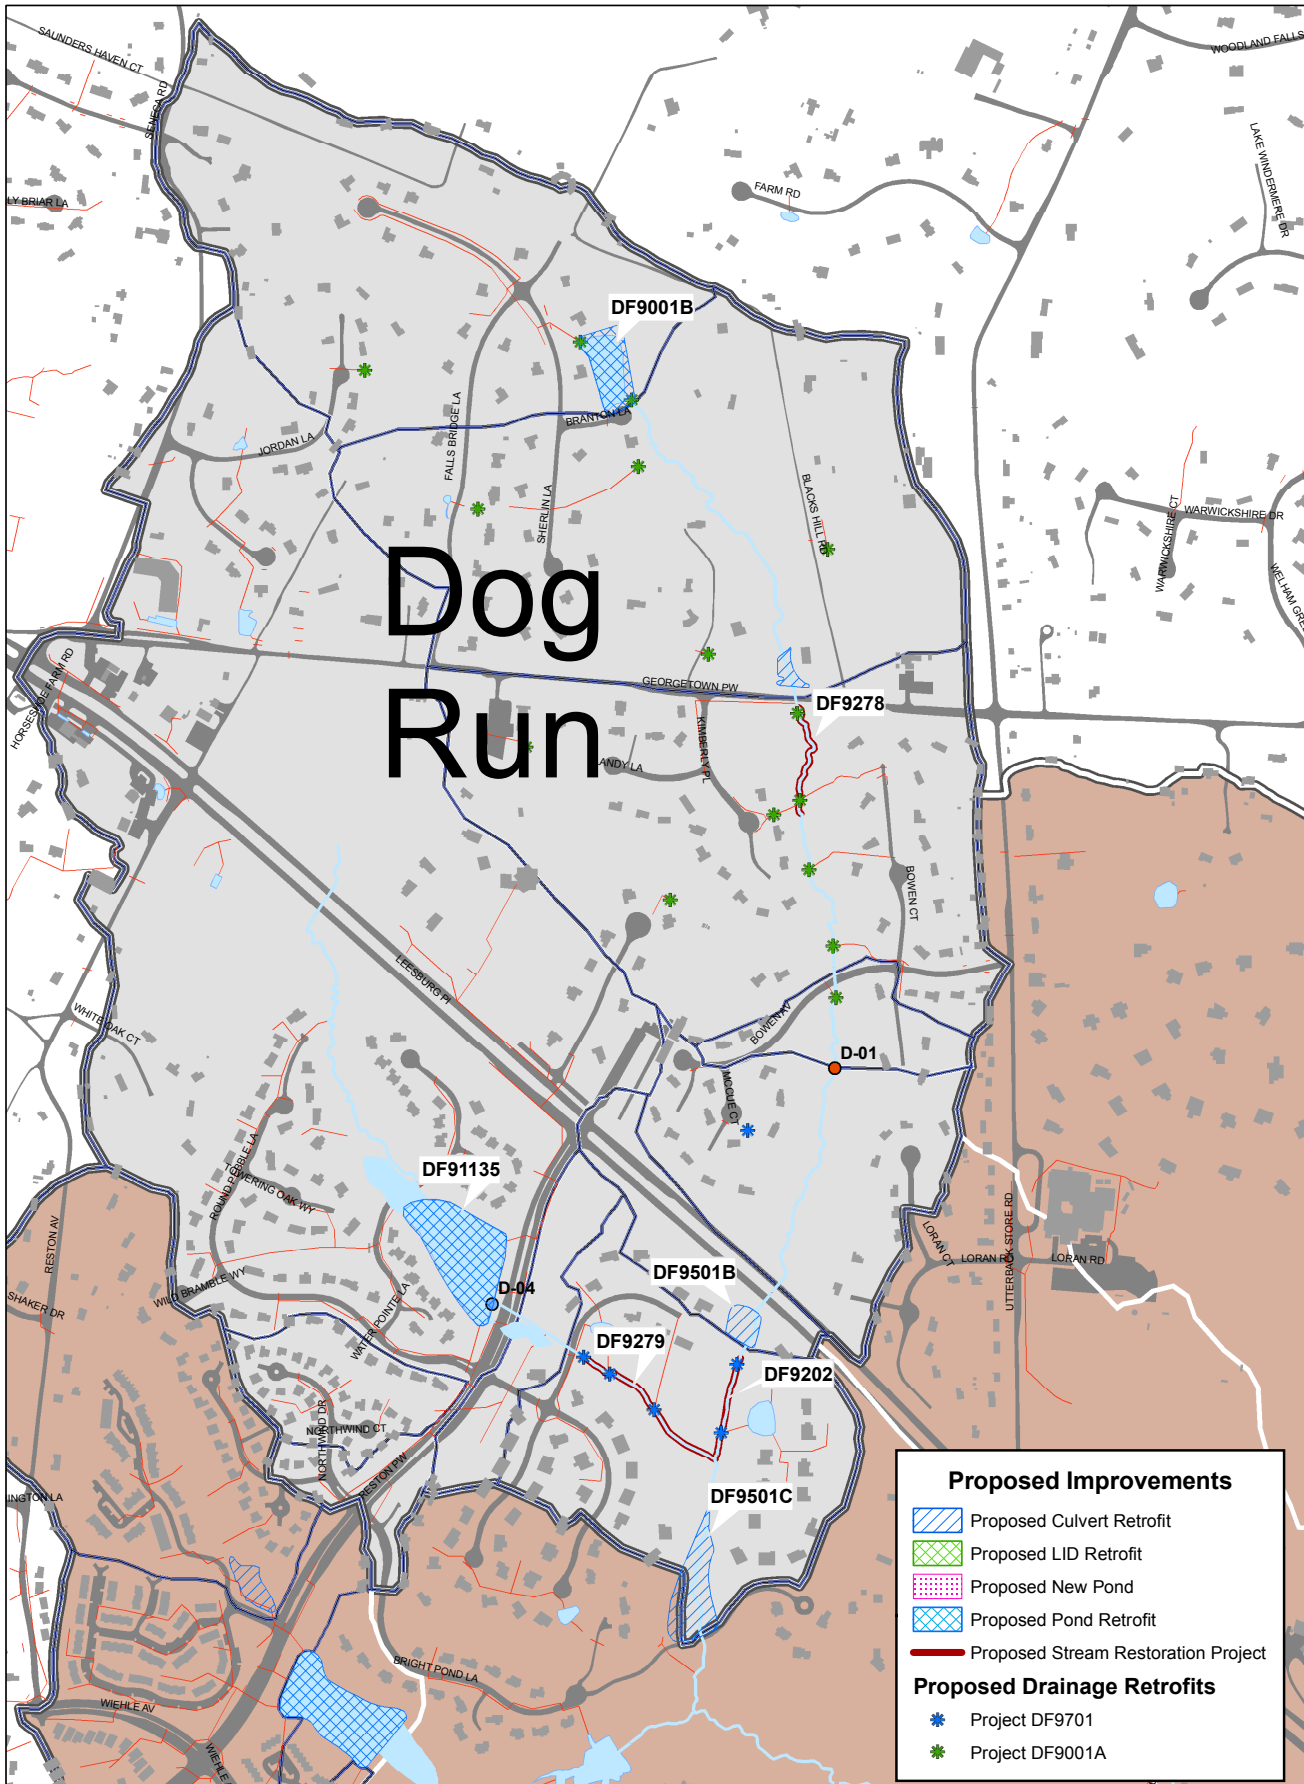 SAUNDERS HAVEN CT
SENECA RD
WOODLAND FALLS
LAKE WINDERMERE DR
FARM RD
LY BRIAR LA
DF9001B
BRANTON LA
FALLS BRIDGE LA
JORDAN LA
SHERLIN LA
BLACKS HILL RD
WARWICKSHIRE CT
WARWICKSHIRE DR
WELHAM GRE
Dog
Run
HORSESHOE FARM RD
GEORGETOWN PW
DF9278
KIMBERLY PL
ANDY LA
BOWEN CT
LEESBURG PI
WHITE OAK CT
BOWEN AV
D-01
MCCUE CT
ROUND PEBBLE LA
TOWERING OAK WY
DF91135
RESTON AV
UTTERBACK STORE RD
LORAN CT
LORAN RD
LORAN RD
SHAKER DR
WILD BRAMBLE WY
WATER POINTE LA
D-04
DF9501B
DF9279
DF9202
NORTHWIND DR
NORTHWIND CT
RESTON PW
INGTON LA
DF9501C
BRIGHT POND LA
WIEHLE AV
WIEHLE A
Proposed Improvements
Proposed Culvert Retrofit
Proposed LID Retrofit
Proposed New Pond
Proposed Pond Retrofit
Proposed Stream Restoration Project
Proposed Drainage Retrofits
Project DF9701
Project DF9001A